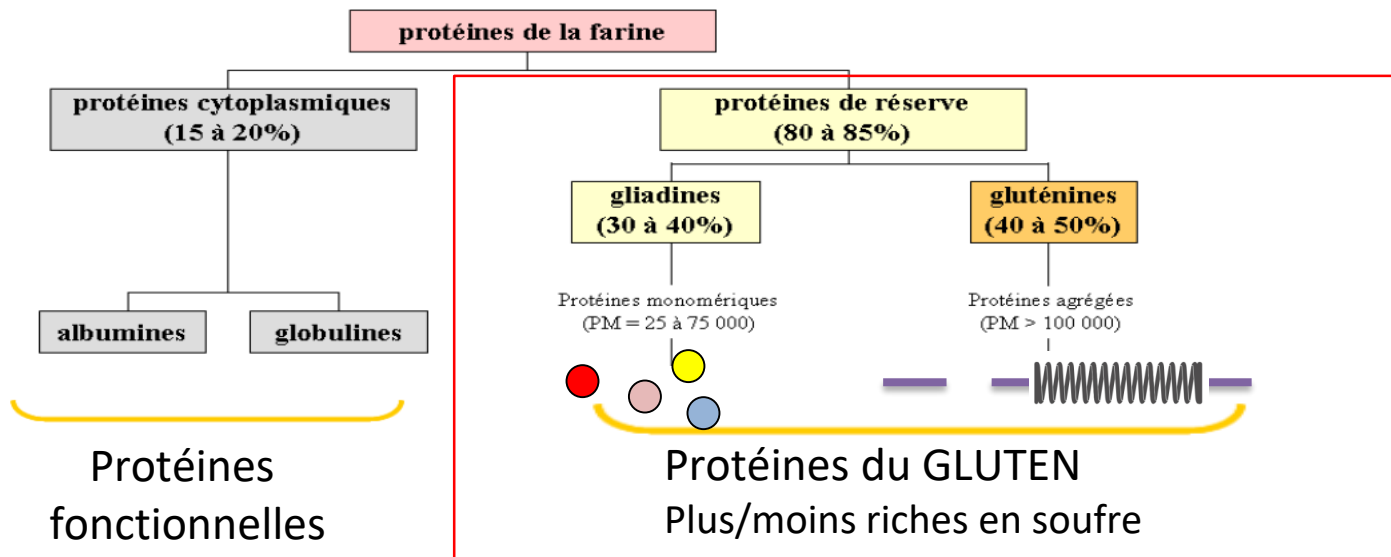 protéines de la farine
protéines cytoplasmiques
(15 à 20%)
protéines de réserve
(80 à 85%)
gliadines
(30 à 40%)
gluténines
(40 à 50%)
Protéines monomériques
(PM = 25 à 75 000)
Protéines agrégées
(PM > 100 000)
albumines
globulines
Protéines
fonctionnelles
Protéines du GLUTEN
Plus/moins riches en soufre